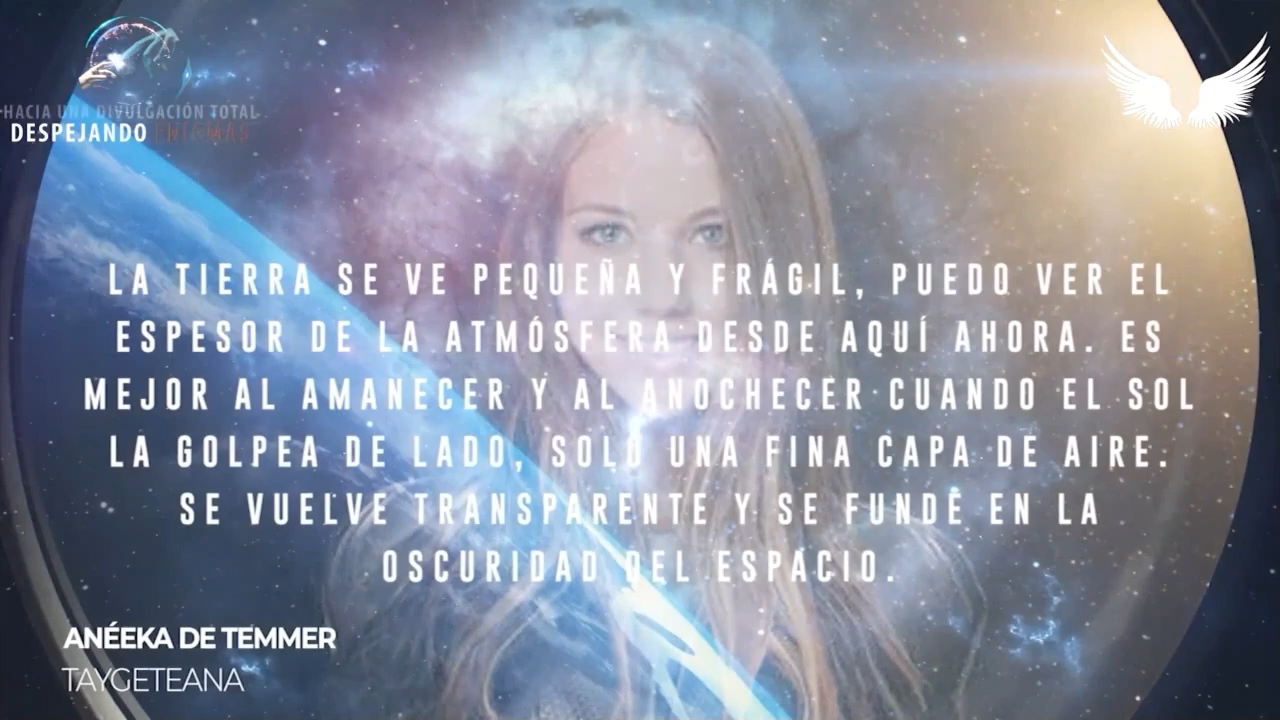 HACIA UNA DIVULGACIÓN TOTAL
DESPEJANDO ENIGMAS
LA TIERRA SE VE PEQUEÑA Y FRÁGIL, PUEDO VER EL
ESPESOR DE LA ATMÓSFERA DESDE AQUÍ AHORA. ES
MEJOR AL AMANECER Y AL ANOCHECER CUANDO EL SOL
LA GOLPEA DE LADO, SOLO UNA FINA CAPA DE AIRE.
SE VUELVE TRANSPARENTE Y SE FUNDE EN LA
OSCURIDAD DEL ESPACIO.
ANÉEKA DE TEMMER
TAYGETEANA